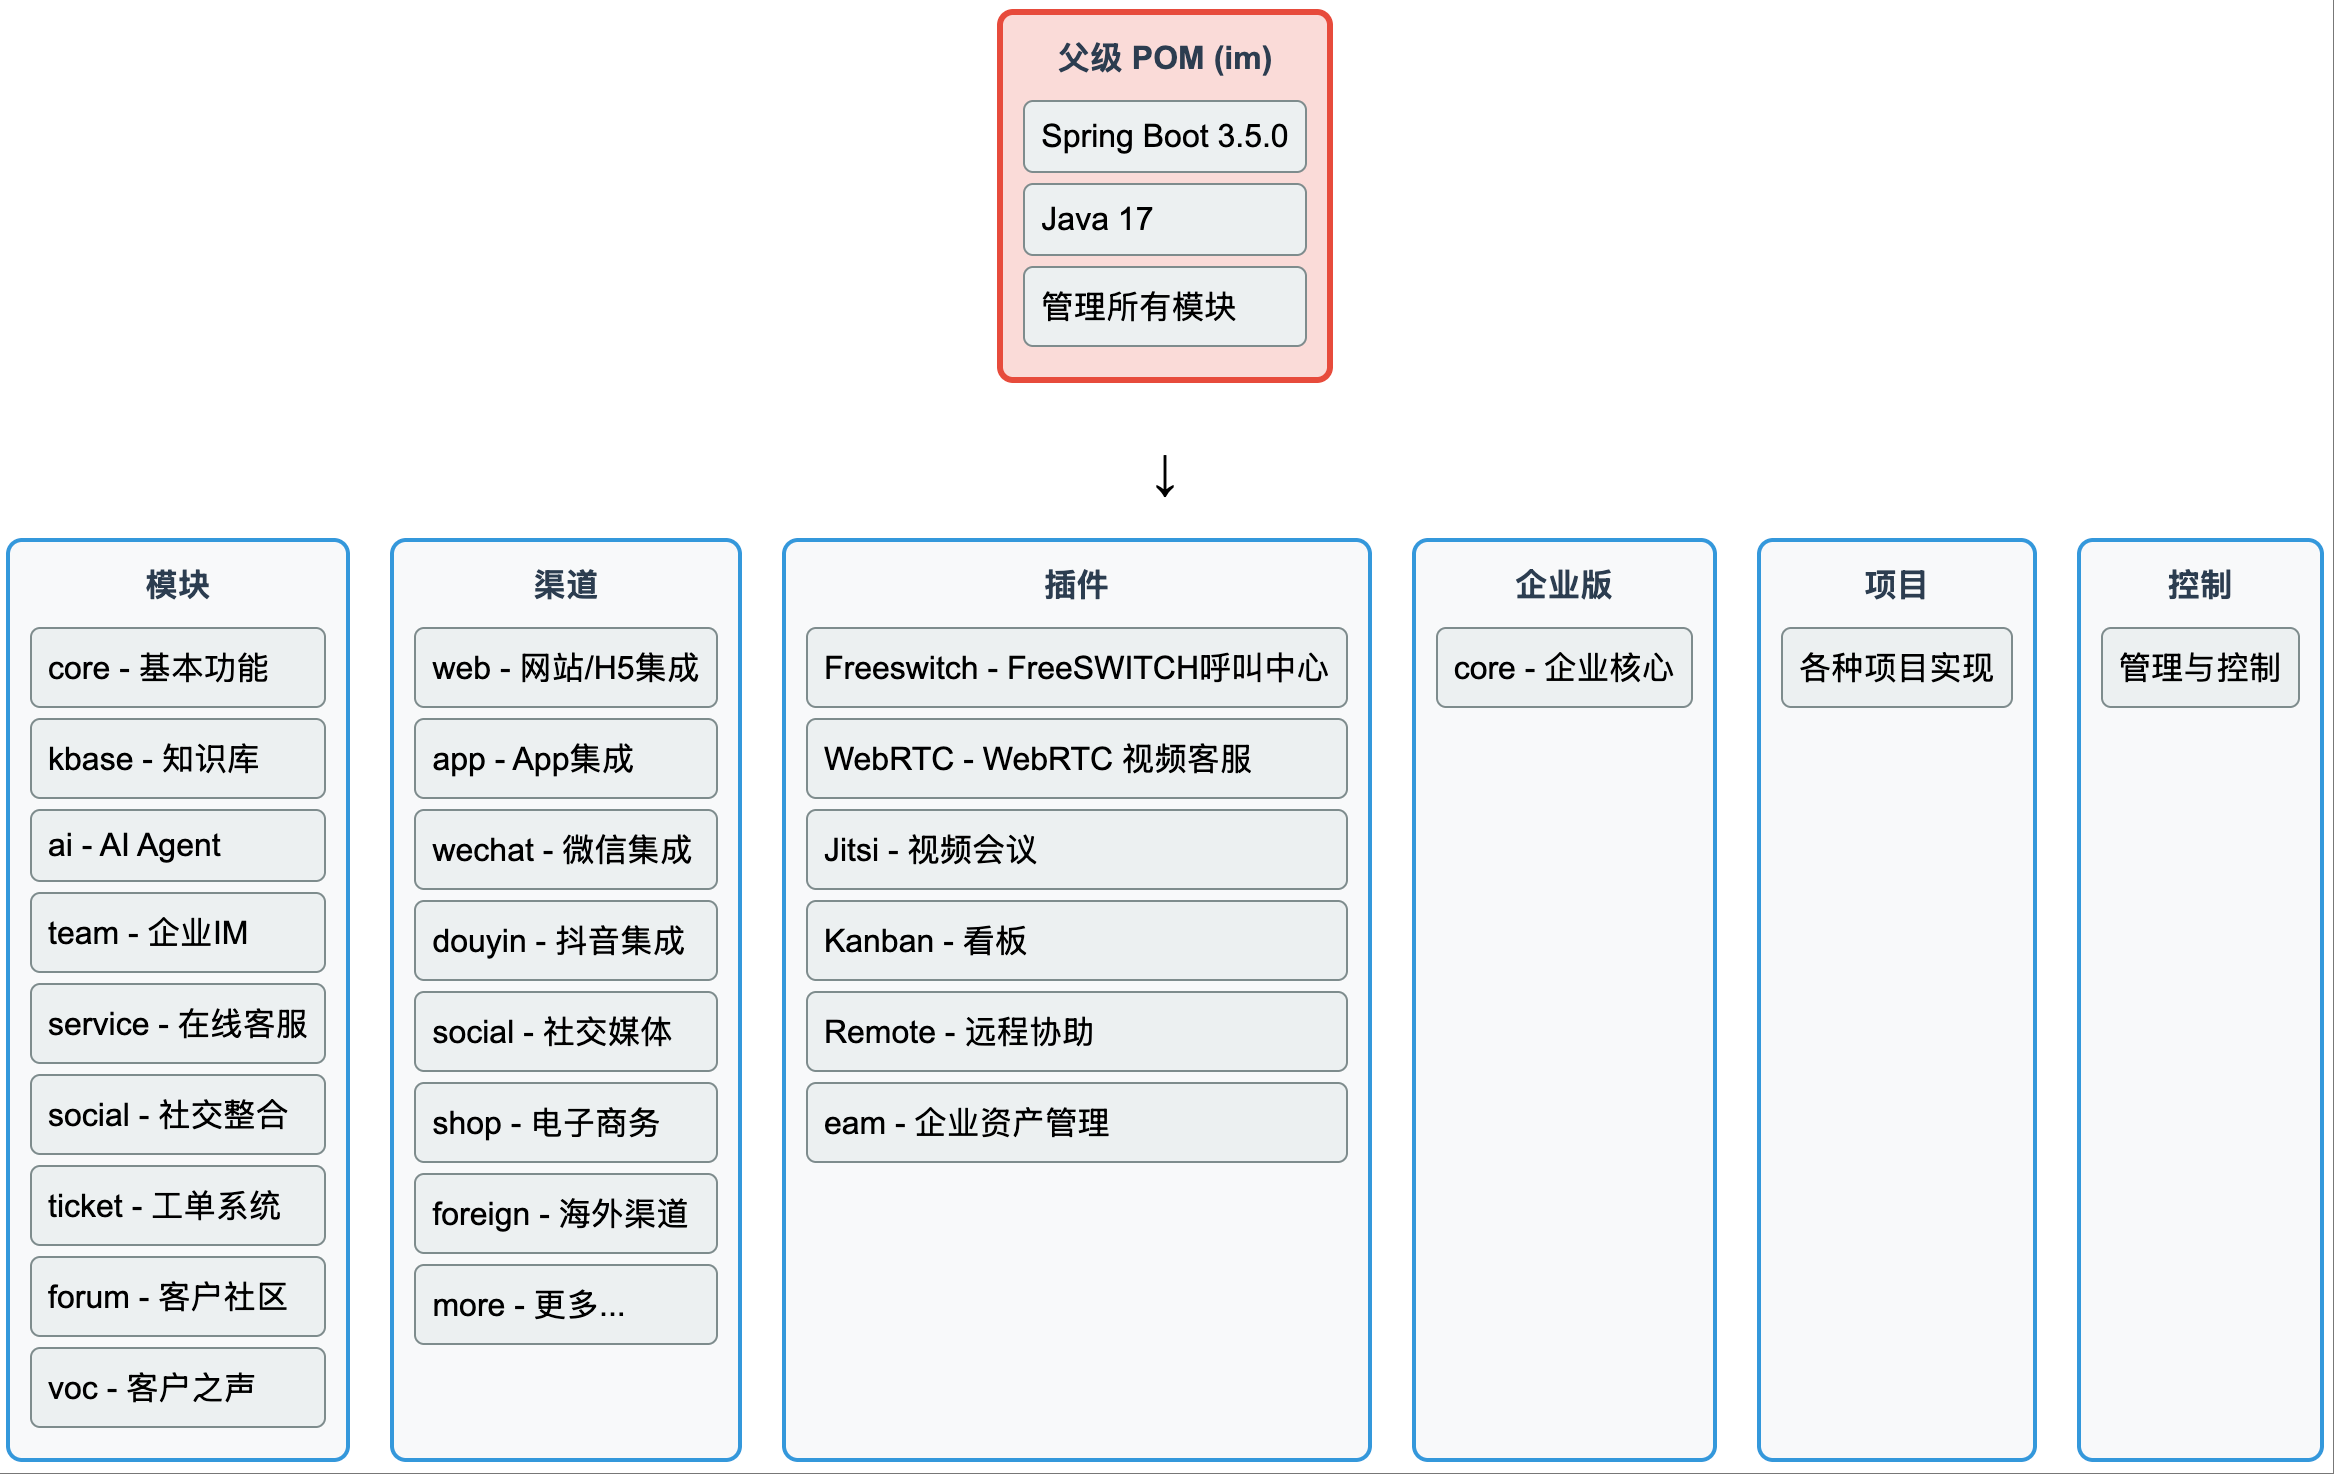 父级 POM (im)
Spring Boot 3.5.0
Java 17
管理所有模块
↓
模块
core - 基本功能
kbase - 知识库
ai - AI Agent
team - 企业IM
service - 在线客服
social - 社交整合
ticket - 工单系统
forum - 客户社区
voc - 客户之声
渠道
web - 网站/H5集成
app - App集成
wechat - 微信集成
douyin - 抖音集成
social - 社交媒体
shop - 电子商务
foreign - 海外渠道
more - 更多...
插件
Freeswitch - FreeSWITCH呼叫中心
WebRTC - WebRTC 视频客服
Jitsi - 视频会议
Kanban - 看板
Remote - 远程协助
eam - 企业资产管理
企业版
core - 企业核心
项目
各种项目实现
控制
管理与控制